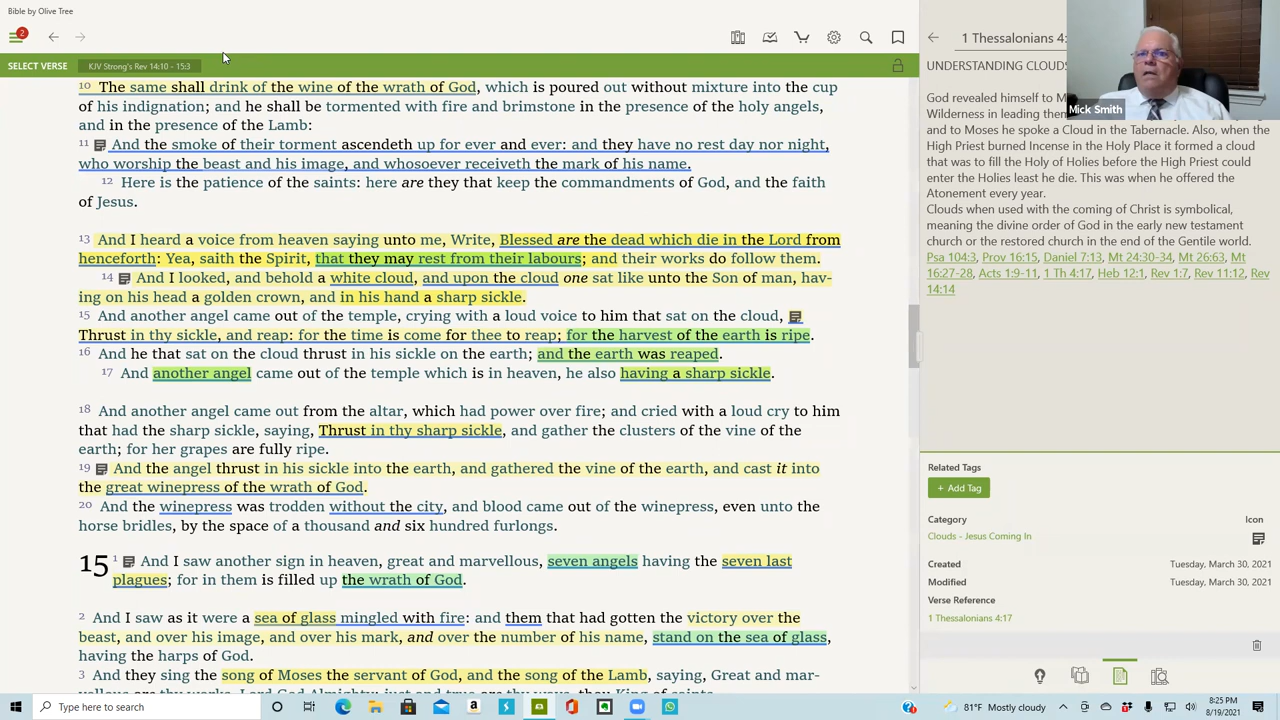 Bible by Olive Tree
2
SELECT VERSE
KJV Strong's Rev 14:10 - 15:3
10 The same shall drink of the wine of the wrath of God, which is poured out without mixture into the cup
of his indignation; and he shall be tormented with fire and brimstone in the presence of the holy angels,
and in the presence of the Lamb:
11 And the smoke of their torment ascendeth up for ever and ever: and they have no rest day nor night,
who worship the beast and his image, and whosoever receiveth the mark of his name.
12 Here is the patience of the saints: here are they that keep the commandments of God, and the faith
of Jesus.
13 And I heard a voice from heaven saying unto me, Write, Blessed are the dead which die in the Lord from
henceforth: Yea, saith the Spirit, that they may rest from their labours; and their works do follow them.
14 And I looked, and behold a white cloud, and upon the cloud one sat like unto the Son of man, hav-
ing on his head a golden crown, and in his hand a sharp sickle.
15 And another angel came out of the temple, crying with a loud voice to him that sat on the cloud,
Thrust in thy sickle, and reap: for the time is come for thee to reap; for the harvest of the earth is ripe.
16 And he that sat on the cloud thrust in his sickle on the earth; and the earth was reaped.
17 And another angel came out of the temple which is in heaven, he also having a sharp sickle.
18 And another angel came out from the altar, which had power over fire; and cried with a loud cry to him
that had the sharp sickle, saying, Thrust in thy sharp sickle, and gather the clusters of the vine of the
earth; for her grapes are fully ripe.
19 And the angel thrust in his sickle into the earth, and gathered the vine of the earth, and cast it into
the great winepress of the wrath of God.
20 And the winepress was trodden without the city, and blood came out of the winepress, even unto the
horse bridles, by the space of a thousand and six hundred furlongs.
15 1 And I saw another sign in heaven, great and marvellous, seven angels having the seven last
plagues; for in them is filled up the wrath of God.
2 And I saw as it were a sea of glass mingled with fire: and them that had gotten the victory over the
beast, and over his image, and over his mark, and over the number of his name, stand on the sea of glass,
having the harps of God.
3 And they sing the song of Moses the servant of God, and the song of the Lamb, saying, Great and mar-
vellous are thy works, Lord God Almighty; just and true are thy ways, thou King of saints.
1 Thessalonians 4:
UNDERSTANDING CLOUDS
God revealed himself to M
Wilderness in leading them
and to Moses he spoke a Cloud in the Tabernacle. Also, when the
High Priest burned Incense in the Holy Place it formed a cloud
that was to fill the Holy of Holies before the High Priest could
enter the Holies least he die. This was when he offered the
Atonement every year.
Clouds when used with the coming of Christ is symbolical,
meaning the divine order of God in the early new testament
church or the restored church in the end of the Gentile world.
Psa 104:3, Prov 16:15, Daniel 7:13, Mt 24:30-34, Mt 26:63, Mt
16:27-28, Acts 1:9-11, 1 Th 4:17, Heb 12:1, Rev 1:7, Rev 11:12, Rev
14:14
Mick Smith
Related Tags
+ Add Tag
Category
Icon
Clouds - Jesus Coming In
Created
Tuesday, March 30, 2021
Modified
Tuesday, March 30, 2021
Verse Reference
1 Thessalonians 4:17
Type here to search
81°F Mostly cloudy
8:25 PM
8/19/2021